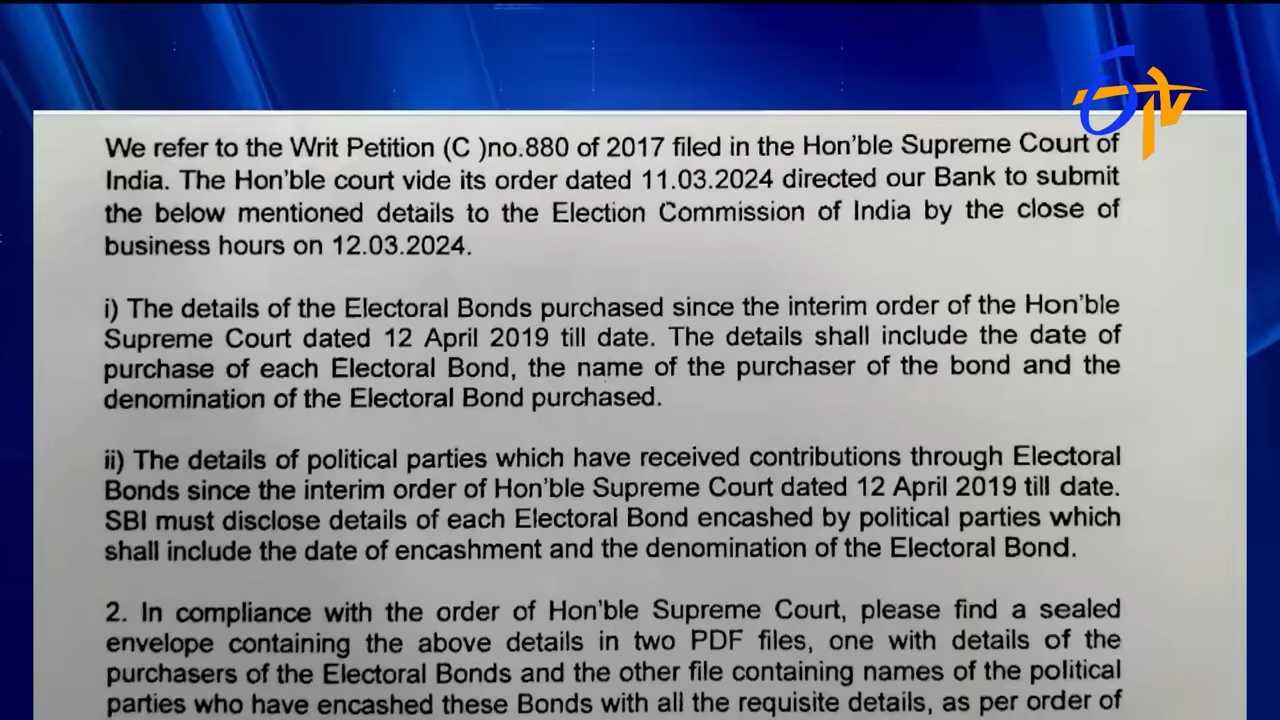 ETV
We refer to the Writ Petition (C )no.880 of 2017 filed in the Hon'ble Supreme Court of
India. The Hon'ble court vide its order dated 11.03.2024 directed our Bank to submit
the below mentioned details to the Election Commission of India by the close of
business hours on 12.03.2024.
i) The details of the Electoral Bonds purchased since the interim order of the Hon'ble
Supreme Court dated 12 April 2019 till date. The details shall include the date of
purchase of each Electoral Bond, the name of the purchaser of the bond and the
denomination of the Electoral Bond purchased.
ii) The details of political parties which have received contributions through Electoral
Bonds since the interim order of Hon'ble Supreme Court dated 12 April 2019 till date.
SBI must disclose details of each Electoral Bond encashed by political parties which
shall include the date of encashment and the denomination of the Electoral Bond.
2. In compliance with the order of Hon'ble Supreme Court, please find a sealed
envelope containing the above details in two PDF files, one with details of the
purchasers of the Electoral Bonds and the other file containing names of the political
parties who have encashed these Bonds with all the requisite details, as per order of